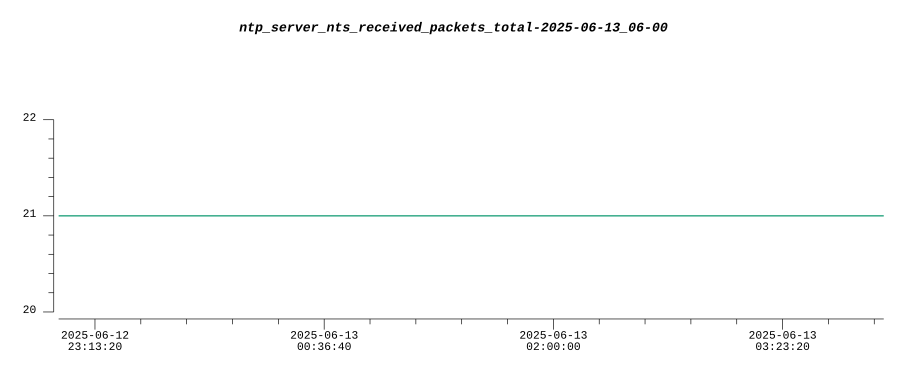 ntp_server_nts_received_packets_total-2025-06-13_06-00
22
21
20
2025-06-12 2025-06-13 2025-06-13 2025-06-13
23:13:20 00:36:40 02:00:00 03:23:20